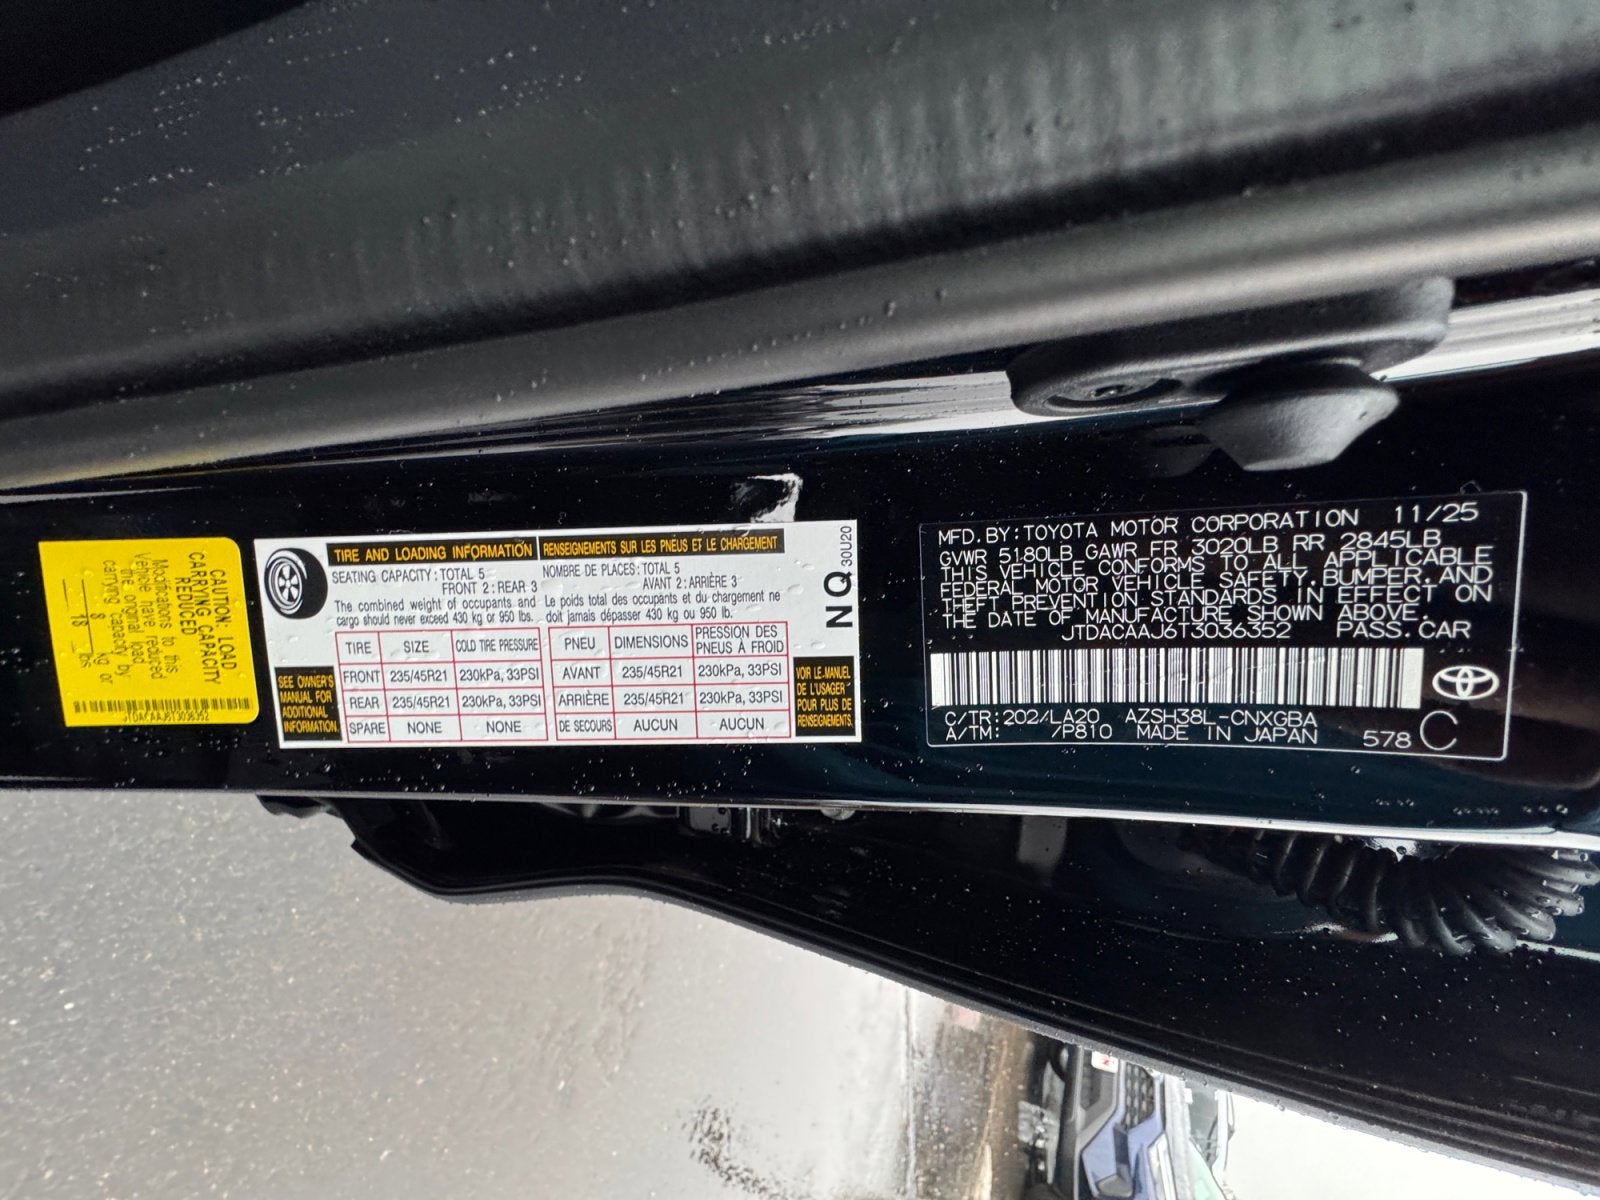 CAUTION: LOAD
CARRYING CAPACITY
REDUCED
Modifications to this
Vehicle have reduced
the original load
carrying capacity by
8 kg or
18 lbs
JTDACAAJ6T3036352
TIRE AND LOADING INFORMATION
SEATING CAPACITY: TOTAL 5
FRONT 2 : REAR 3
The combined weight of occupants and
cargo should never exceed 430 kg or 950 lbs.
RENSEIGNEMENTS SUR LES PNEUS ET LE CHARGEMENT
NOMBRE DE PLACES: TOTAL 5
AVANT 2 : ARRIÈRE 3
Le poids total des occupants et du chargement ne
doit jamais dépasser 430 kg ou 950 lb.
SEE OWNER'S
MANUAL FOR
ADDITIONAL
INFORMATION.
TIRE SIZE COLD TIRE PRESSURE
FRONT 235/45R21 230kPa, 33PSI
REAR 235/45R21 230kPa, 33PSI
SPARE NONE NONE
PNEU DIMENSIONS PRESSION DES PNEUS À FROID
AVANT 235/45R21 230kPa, 33PSI
ARRIÈRE 235/45R21 230kPa, 33PSI
DE SECOURS AUCUN AUCUN
VOIR LE MANUEL
DE L'USAGER
POUR PLUS DE
RENSEIGNEMENTS.
NQ 30U20
MFD. BY: TOYOTA MOTOR CORPORATION 11/25
GVWR 5180LB GAWR FR 3020LB RR 2845LB
THIS VEHICLE CONFORMS TO ALL APPLICABLE
FEDERAL MOTOR VEHICLE SAFETY, BUMPER, AND
THEFT PREVENTION STANDARDS IN EFFECT ON
THE DATE OF MANUFACTURE SHOWN ABOVE.
JTDACAAJ6T3036352 PASS. CAR
C/TR: 202/LA20 AZSH38L-CNXGBA
A/TM: /P810 MADE IN JAPAN 578 C